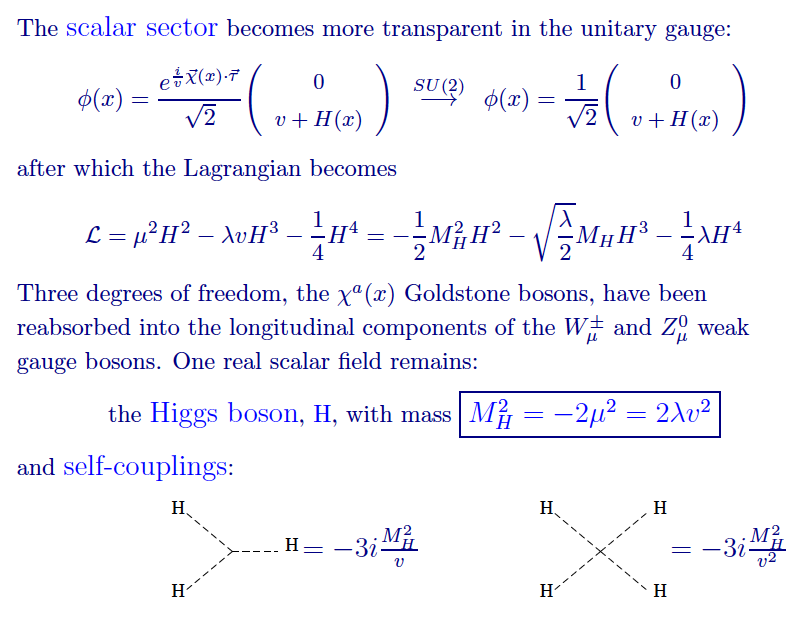 The scalar sector becomes more transparent in the unitary gauge:
$\phi(x) = \frac{e^{\frac{i}{v}\vec{\chi}(x)\cdot\vec{\tau}}}{\sqrt{2}} \begin{pmatrix} 0 \\ v + H(x) \end{pmatrix} \overset{SU(2)}{\longrightarrow} \phi(x) = \frac{1}{\sqrt{2}} \begin{pmatrix} 0 \\ v + H(x) \end{pmatrix}$
after which the Lagrangian becomes
$\mathcal{L} = \mu^2 H^2 - \lambda v H^3 - \frac{1}{4} H^4 = -\frac{1}{2} M_H^2 H^2 - \sqrt{\frac{\lambda}{2}} M_H H^3 - \frac{1}{4} \lambda H^4$
Three degrees of freedom, the $\chi^a(x)$ Goldstone bosons, have been
reabsorbed into the longitudinal components of the $W_\mu^\pm$ and $Z_\mu^0$ weak
gauge bosons. One real scalar field remains:
the Higgs boson, H, with mass $M_H^2 = -2\mu^2 = 2\lambda v^2$
and self-couplings:
H H H
H = $-3i\frac{M_H^2}{v}$ = $-3i\frac{M_H^2}{v^2}$
H H H